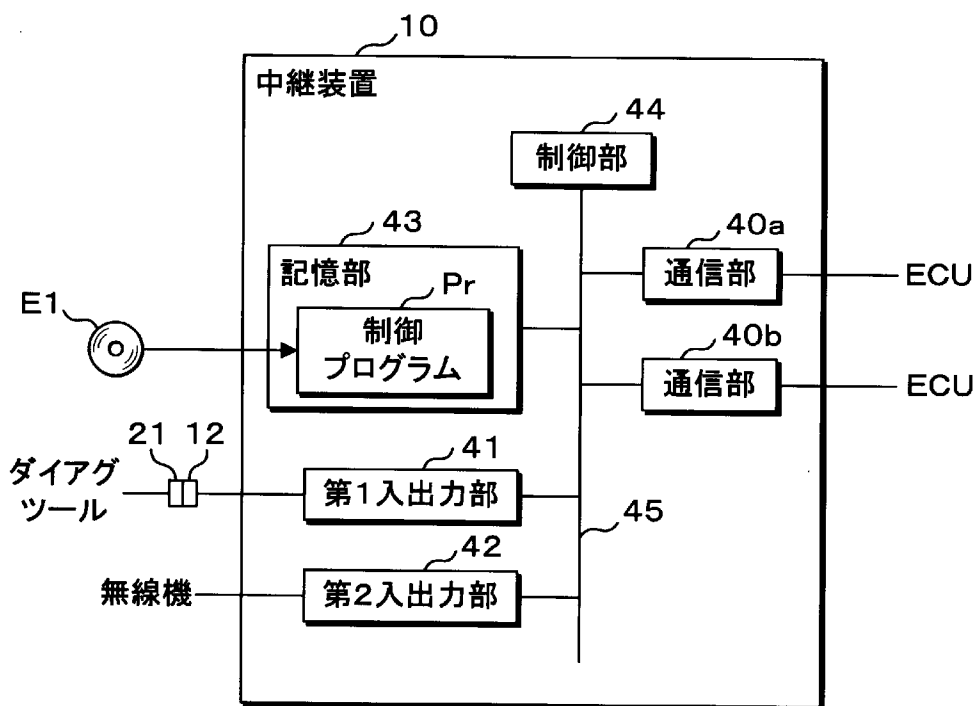 10
中継装置
44
制御部
43
記憶部
Pr
制御
プログラム
E1
40a
通信部
ECU
40b
通信部
ECU
21 12
ダイアグ
ツール
41
第1入出力部
45
42
無線機
第2入出力部